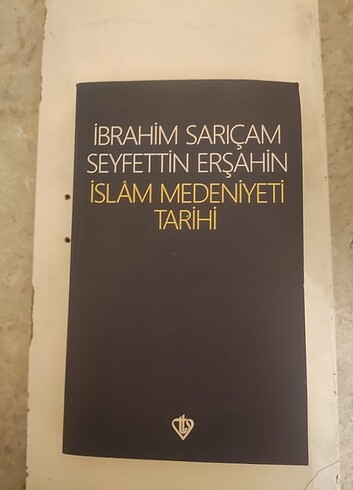 İBRAHİM SARIÇAM
SEYFETTİN ERŞAHİN
İSLÂM MEDENİYETİ
TARİHİ